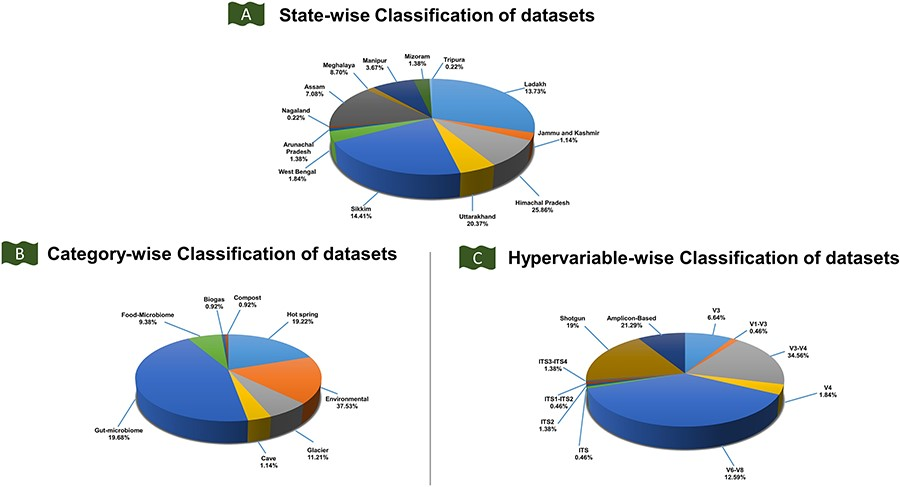 A State-wise Classification of datasets
Mizoram
1.38%
Tripura
0.22%
Manipur
3.67%
Meghalaya
8.70%
Assam
7.08%
Ladakh
13.73%
Nagaland
0.22%
Jammu and Kashmir
1.14%
Arunachal
Pradesh
1.38%
West Bengal
1.84%
Himachal Pradesh
25.86%
Sikkim
14.41%
Uttarakhand
20.37%
B Category-wise Classification of datasets
Biogas
0.92%
Compost
0.92%
Food-Microbiome
9.38%
Hot spring
19.22%
Environmental
37.53%
Gut-microbiome
19.68%
Glacier
11.21%
Cave
1.14%
C Hypervariable-wise Classification of datasets
Shotgun
19%
Amplicon-Based
21.29%
V3
6.64%
V1-V3
0.46%
V3-V4
34.56%
ITS3-ITS4
1.38%
V4
1.84%
ITS1-ITS2
0.46%
ITS2
1.38%
ITS
0.46%
V6-V8
12.59%